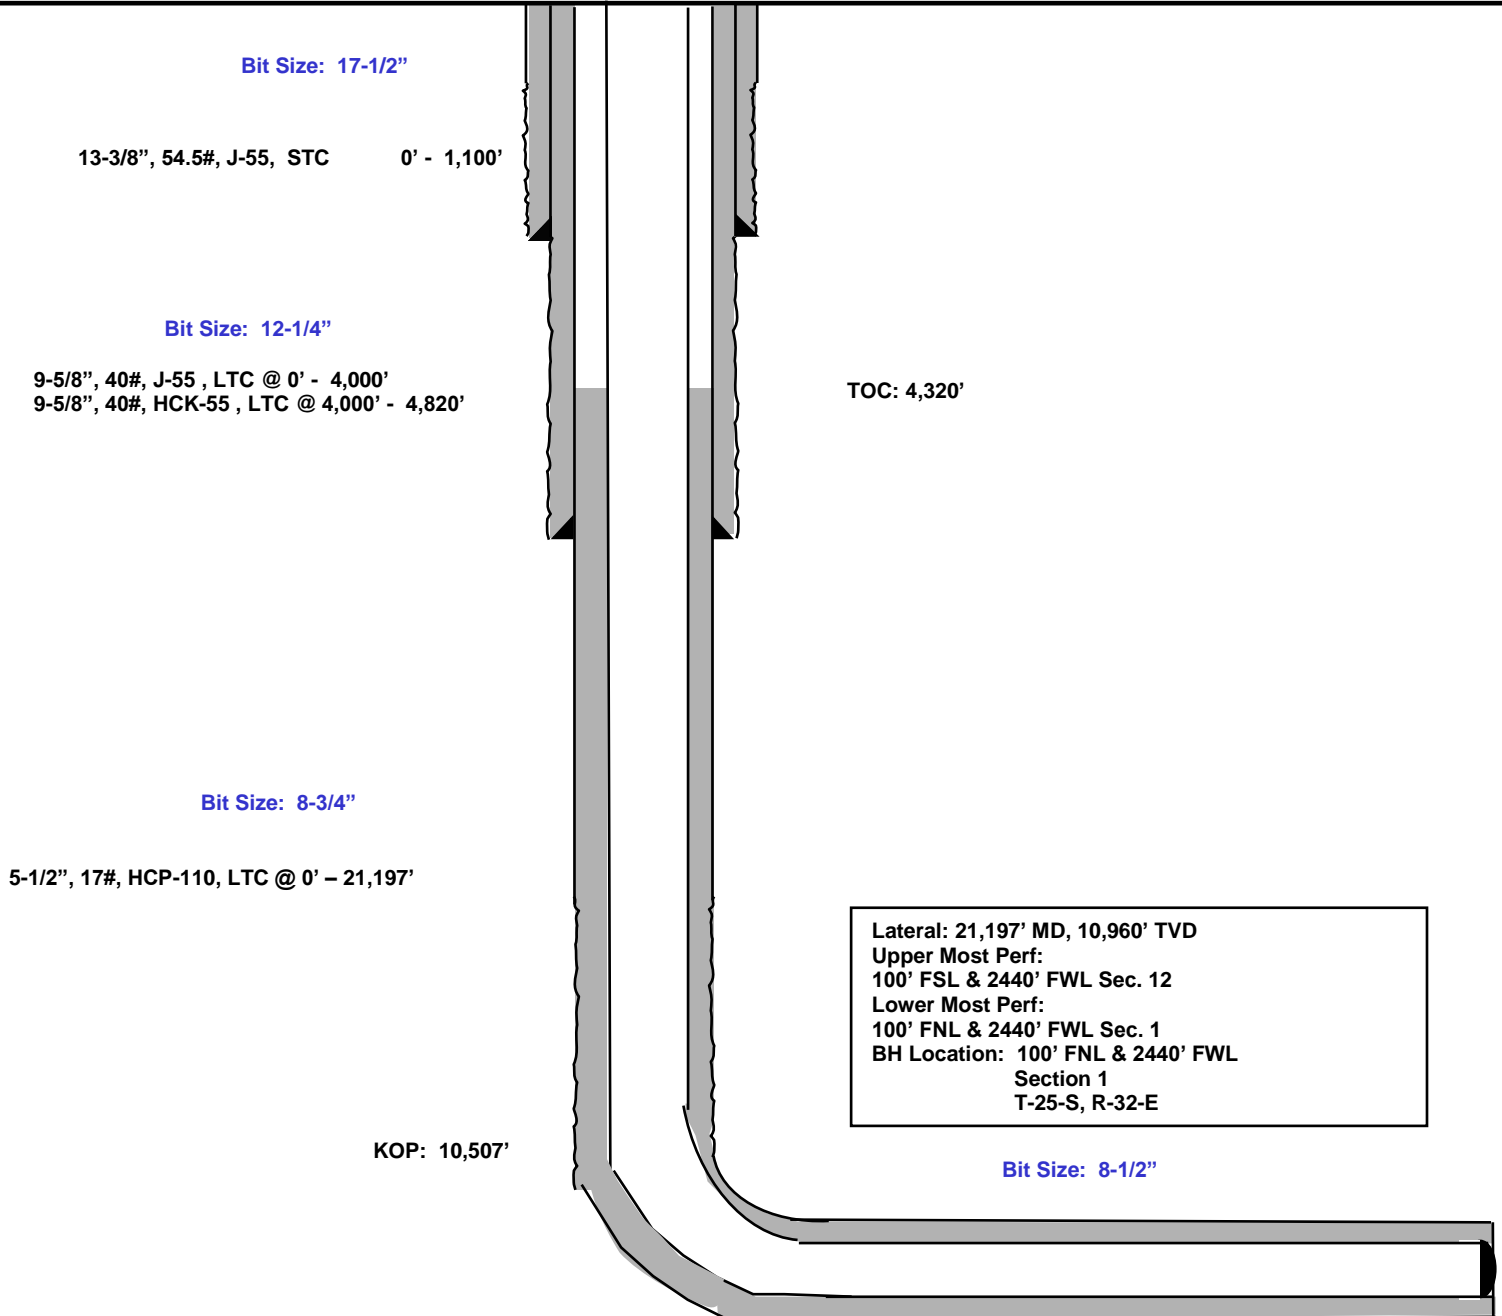 Bit Size: 17-1/2”
13-3/8”, 54.5#, J-55, STC 0’ - 1,100’
Bit Size: 12-1/4”
9-5/8”, 40#, J-55 , LTC @ 0’ - 4,000’
9-5/8”, 40#, HCK-55 , LTC @ 4,000’ - 4,820’
TOC: 4,320’
Bit Size: 8-3/4”
5-1/2”, 17#, HCP-110, LTC @ 0’ – 21,197’
Lateral: 21,197’ MD, 10,960’ TVD
Upper Most Perf:
100’ FSL & 2440’ FWL Sec. 12
Lower Most Perf:
100’ FNL & 2440’ FWL Sec. 1
BH Location: 100’ FNL & 2440’ FWL
Section 1
T-25-S, R-32-E
KOP: 10,507’
Bit Size: 8-1/2”